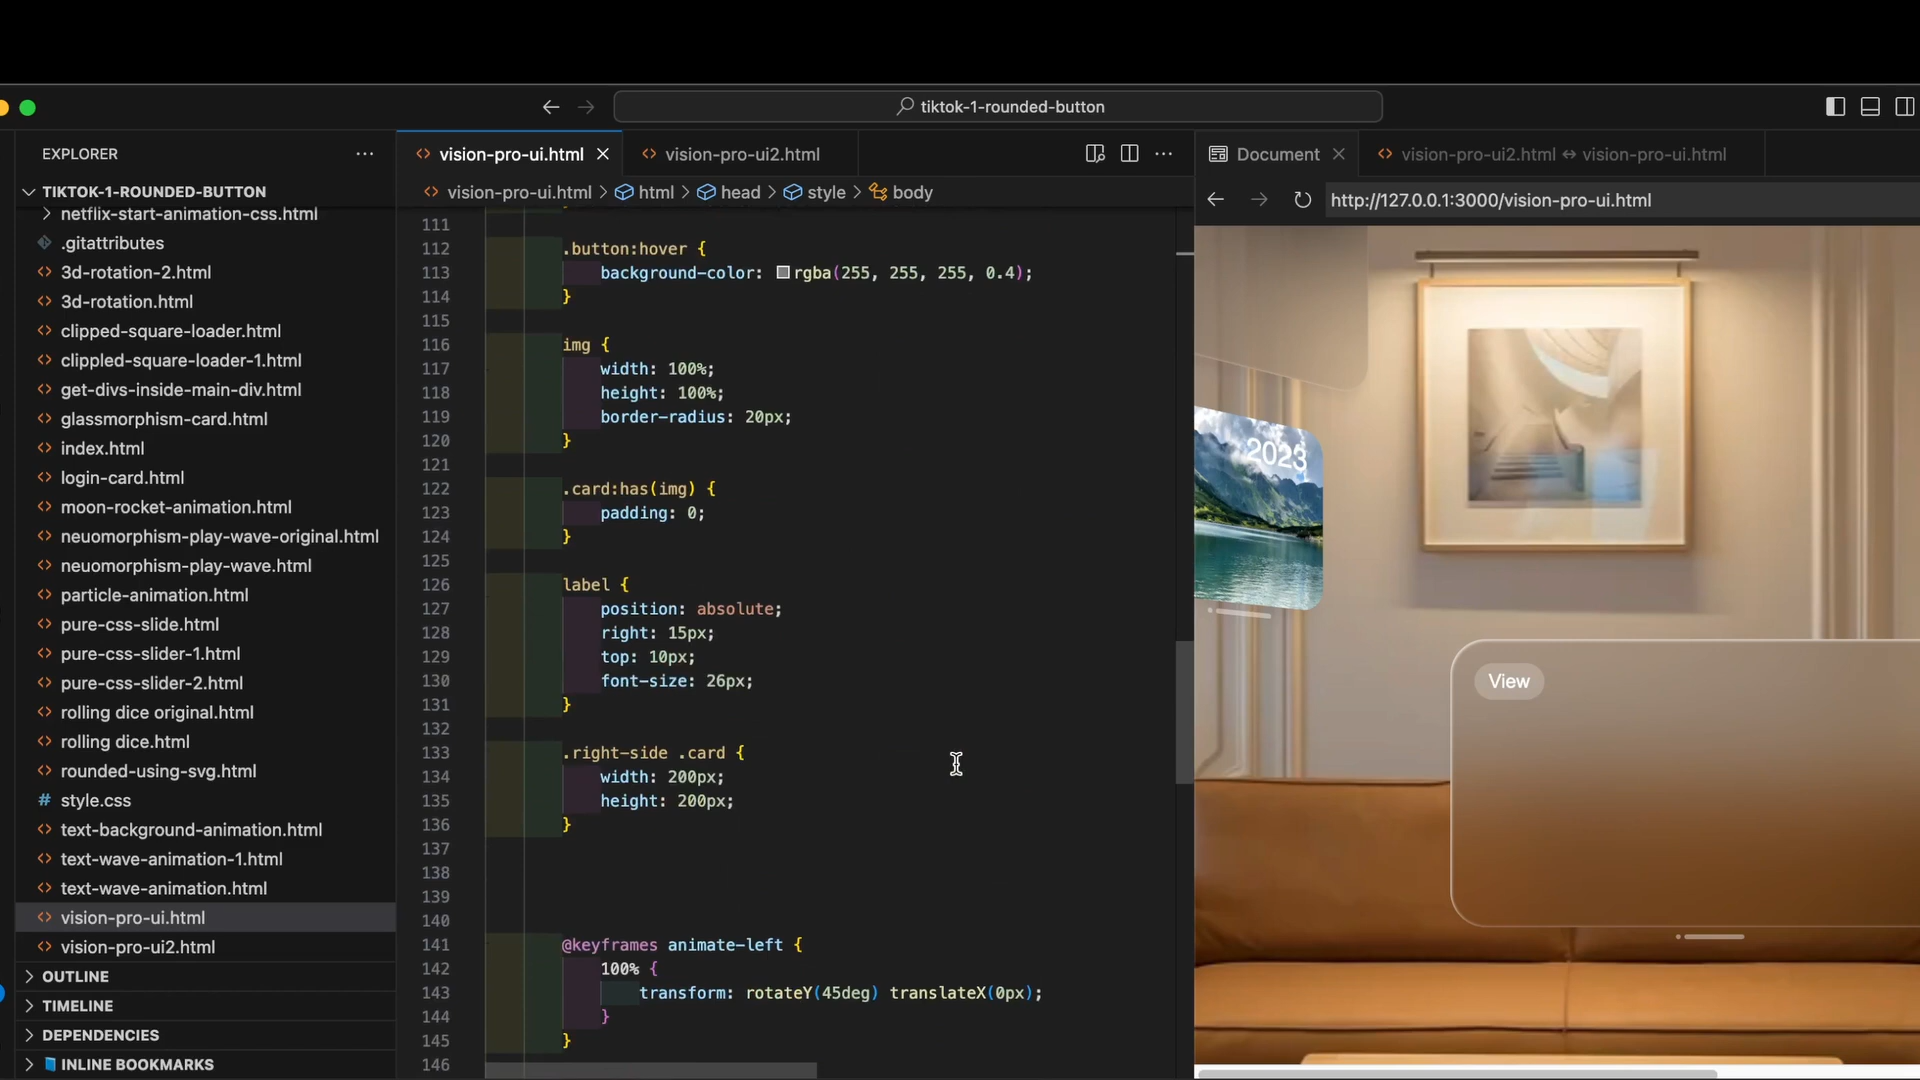 tiktok-1-rounded-button
EXPLORER
TIKTOK-1-ROUNDED-BUTTON
netflix-start-animation-css.html
.gitattributes
3d-rotation-2.html
3d-rotation.html
clipped-square-loader.html
clippled-square-loader-1.html
get-divs-inside-main-div.html
glassmorphism-card.html
index.html
login-card.html
moon-rocket-animation.html
neuomorphism-play-wave-original.html
neuomorphism-play-wave.html
particle-animation.html
pure-css-slide.html
pure-css-slider-1.html
pure-css-slider-2.html
rolling dice original.html
rolling dice.html
rounded-using-svg.html
style.css
text-background-animation.html
text-wave-animation-1.html
text-wave-animation.html
vision-pro-ui.html
vision-pro-ui2.html
OUTLINE
TIMELINE
DEPENDENCIES
INLINE BOOKMARKS
vision-pro-ui.html
vision-pro-ui2.html
vision-pro-ui.html > html > head > style > body
111
112 .button:hover {
113 background-color: rgba(255, 255, 255, 0.4);
114 }
115
116 img {
117 width: 100%;
118 height: 100%;
119 border-radius: 20px;
120 }
121
122 .card:has(img) {
123 padding: 0;
124 }
125
126 label {
127 position: absolute;
128 right: 15px;
129 top: 10px;
130 font-size: 26px;
131 }
132
133 .right-side .card {
134 width: 200px;
135 height: 200px;
136 }
137
138
139
140
141 @keyframes animate-left {
142 100% {
143 transform: rotateY(45deg) translateX(0px);
144 }
145 }
146
Document
vision-pro-ui2.html ↔ vision-pro-ui.html
http://127.0.0.1:3000/vision-pro-ui.html
2023
View